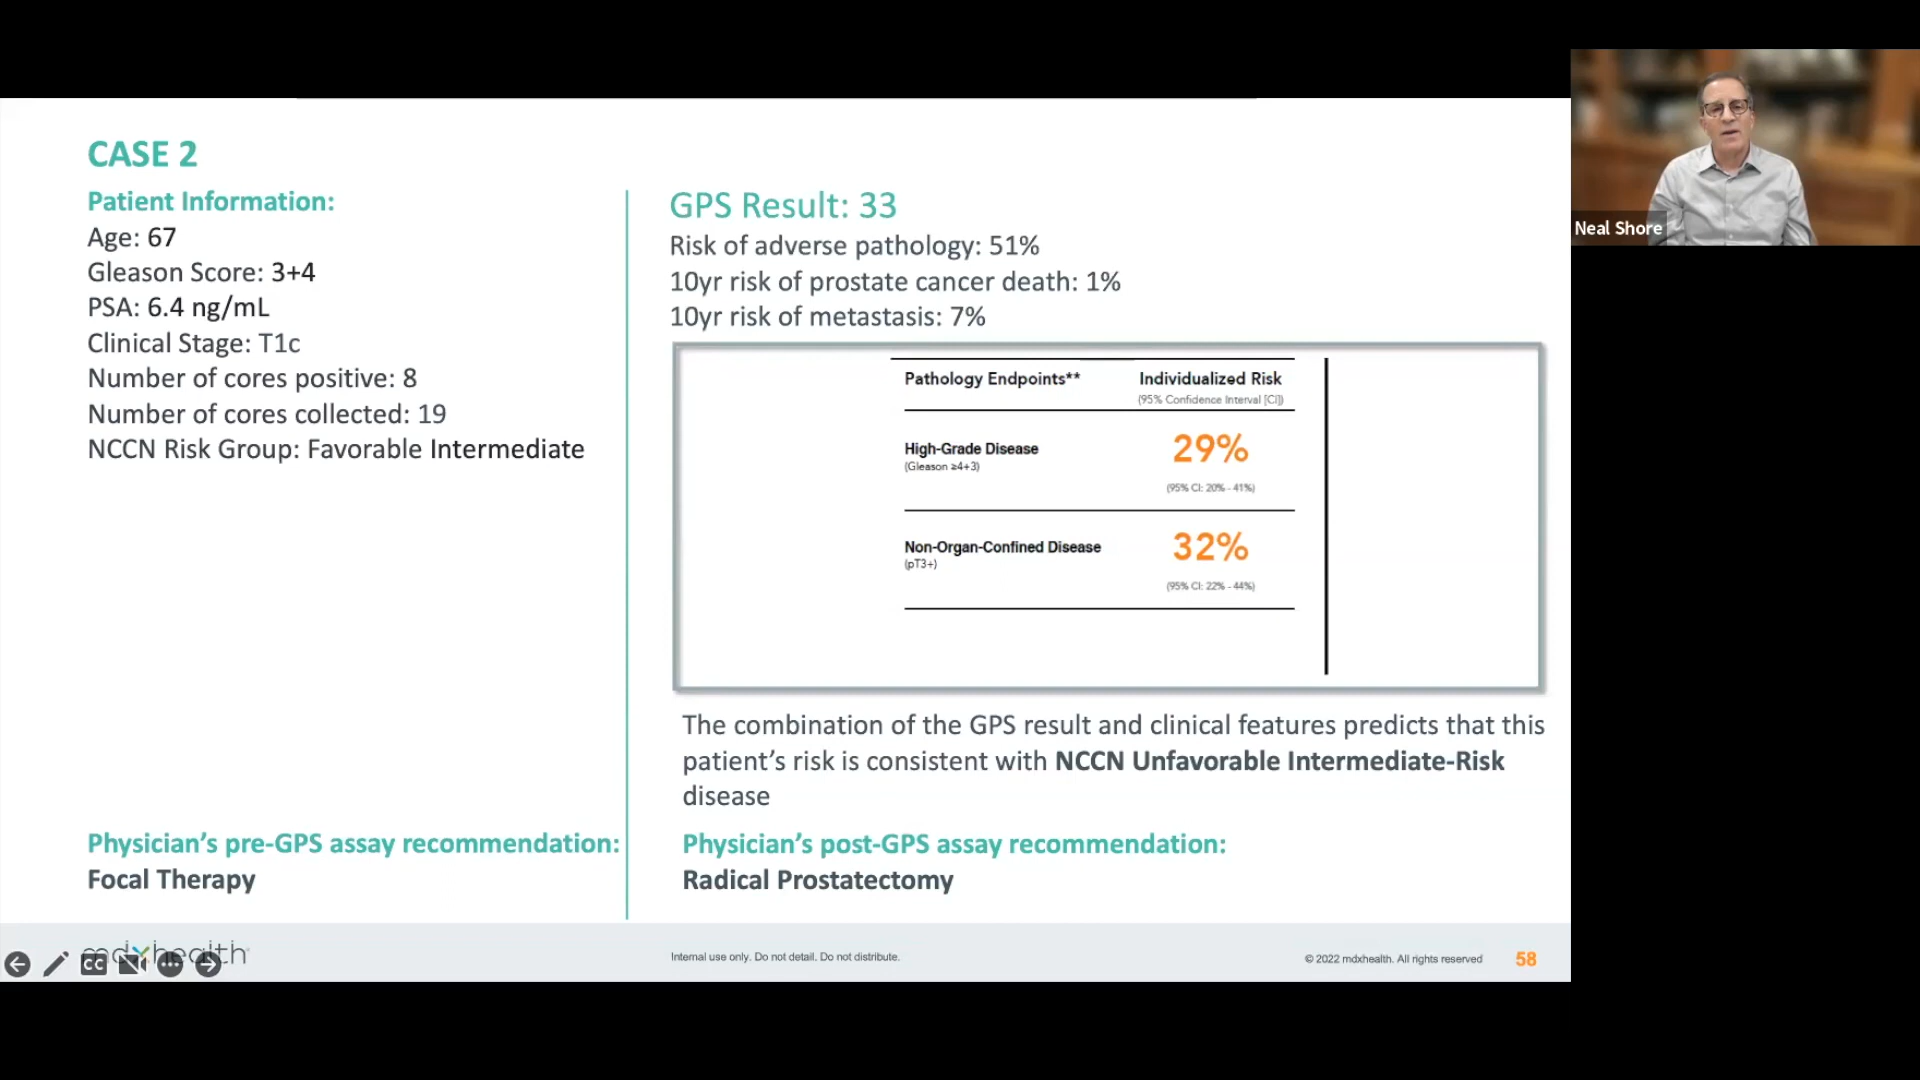 CASE 2
Patient Information:
Age: 67
Gleason Score: 3+4
PSA: 6.4 ng/mL
Clinical Stage: T1c
Number of cores positive: 8
Number of cores collected: 19
NCCN Risk Group: Favorable Intermediate
Physician's pre-GPS assay recommendation:
Focal Therapy
GPS Result: 33
Risk of adverse pathology: 51%
10yr risk of prostate cancer death: 1%
10yr risk of metastasis: 7%
Pathology Endpoints** Individualized Risk
(95% Confidence Interval [CI])
High-Grade Disease 29%
(Gleason ≥4+3)
(95% CI: 20% - 41%)
Non-Organ-Confined Disease 32%
(pT3+)
(95% CI: 22% - 44%)
The combination of the GPS result and clinical features predicts that this
patient's risk is consistent with NCCN Unfavorable Intermediate-Risk
disease
Physician's post-GPS assay recommendation:
Radical Prostatectomy
mdxhealth
CC
Internal use only. Do not detail. Do not distribute.
© 2022 mdxhealth. All rights reserved 58
Neal Shore